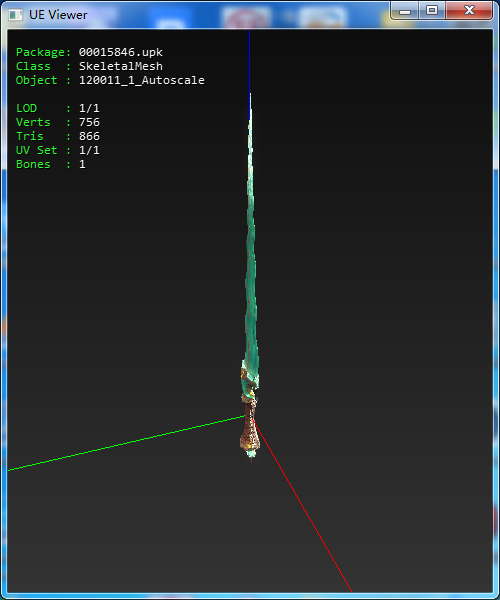 UE Viewer
Package: 00015846.upk
Class  : SkeletalMesh
Object : 120011_1_Autoscale
LOD    : 1/1
Verts  : 756
Tris   : 866
UV Set : 1/1
Bones  : 1